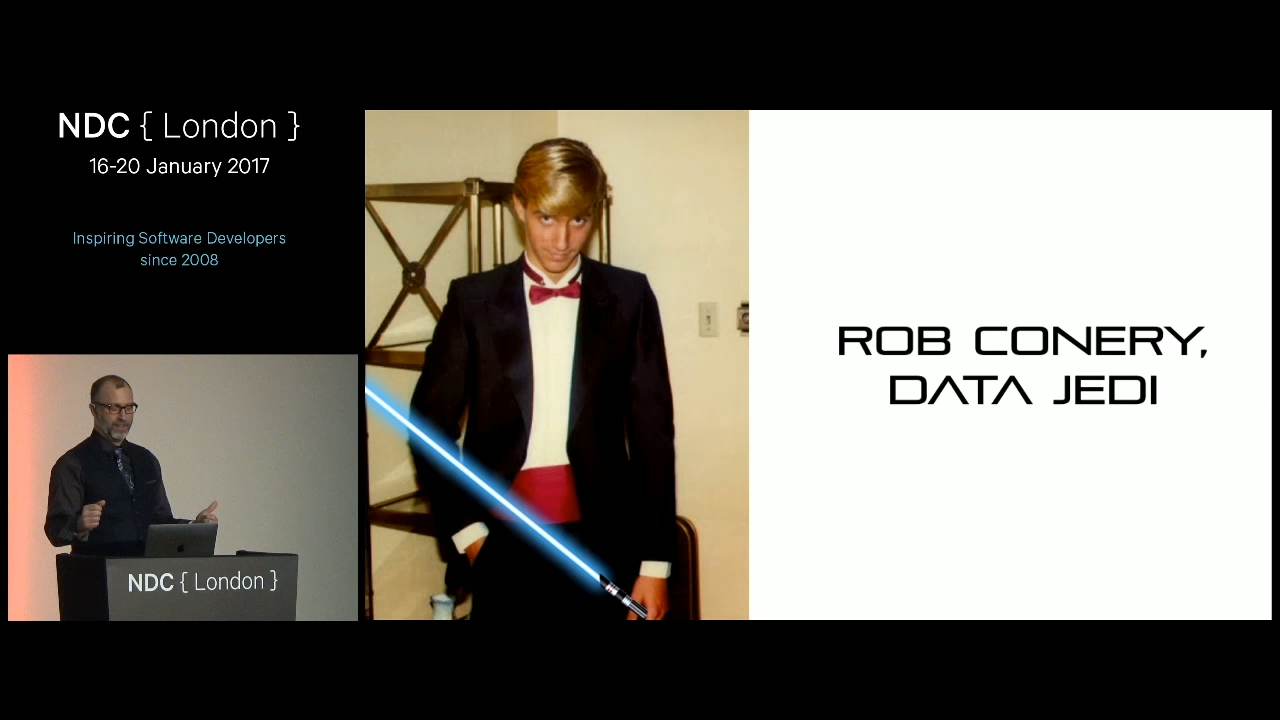 NDC { London }
16-20 January 2017
Inspiring Software Developers
since 2008
ROB CONERY,
DATA JEDI
NDC { London }